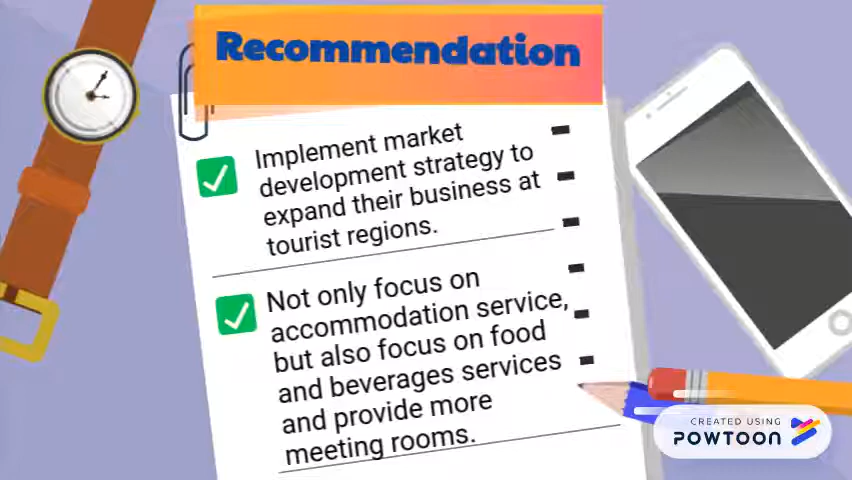 Recommendation
Implement market
development strategy to
expand their business at
tourist regions.
Not only focus on
accommodation service,
but also focus on food
and beverages services
and provide more
meeting rooms.
CREATED USING
POWTOON